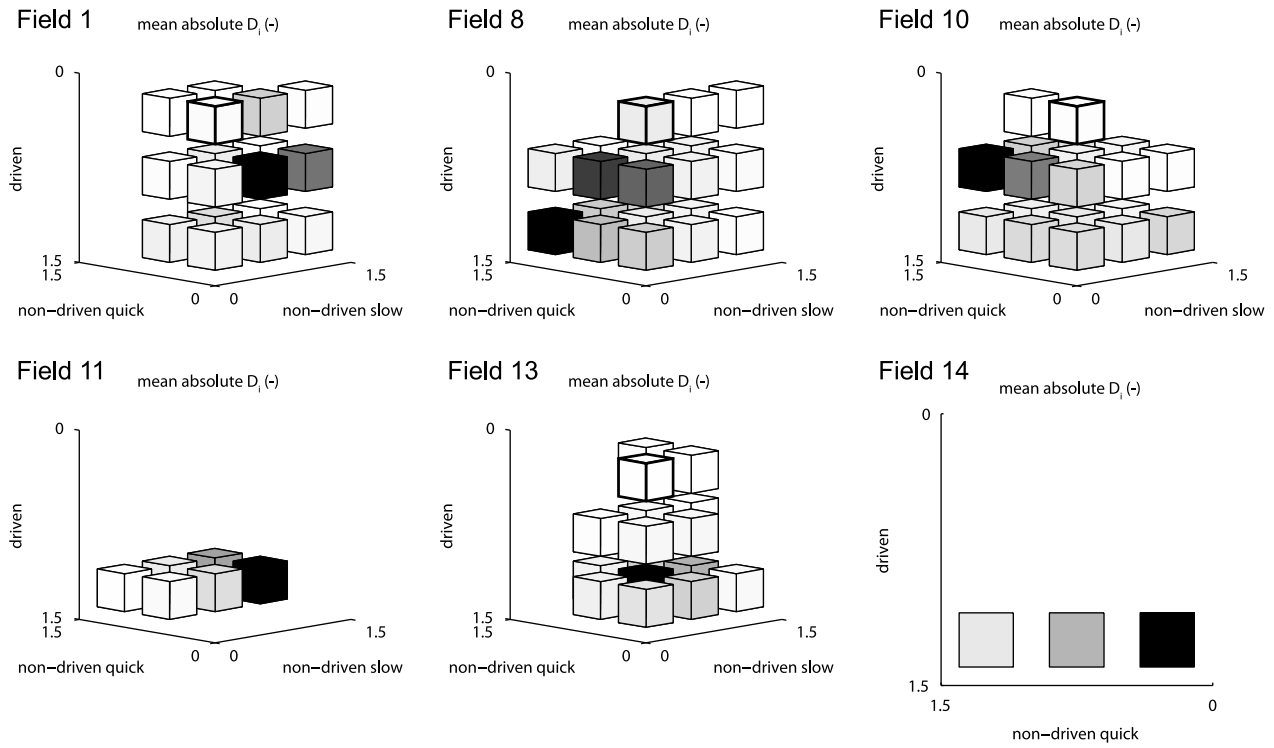 Field 1
mean absolute D_i (-)
0
driven
1.5
1.5
1.5
0 0
non-driven quick
non-driven slow
Field 8
mean absolute D_i (-)
0
driven
1.5
1.5
1.5
0 0
non-driven quick
non-driven slow
Field 10
mean absolute D_i (-)
0
driven
1.5
1.5
1.5
0 0
non-driven quick
non-driven slow
Field 11
mean absolute D_i (-)
0
driven
1.5
1.5
1.5
0 0
non-driven quick
non-driven slow
Field 13
mean absolute D_i (-)
0
driven
1.5
1.5
1.5
0 0
non-driven quick
non-driven slow
Field 14
mean absolute D_i (-)
0
driven
1.5
1.5
0
non-driven quick